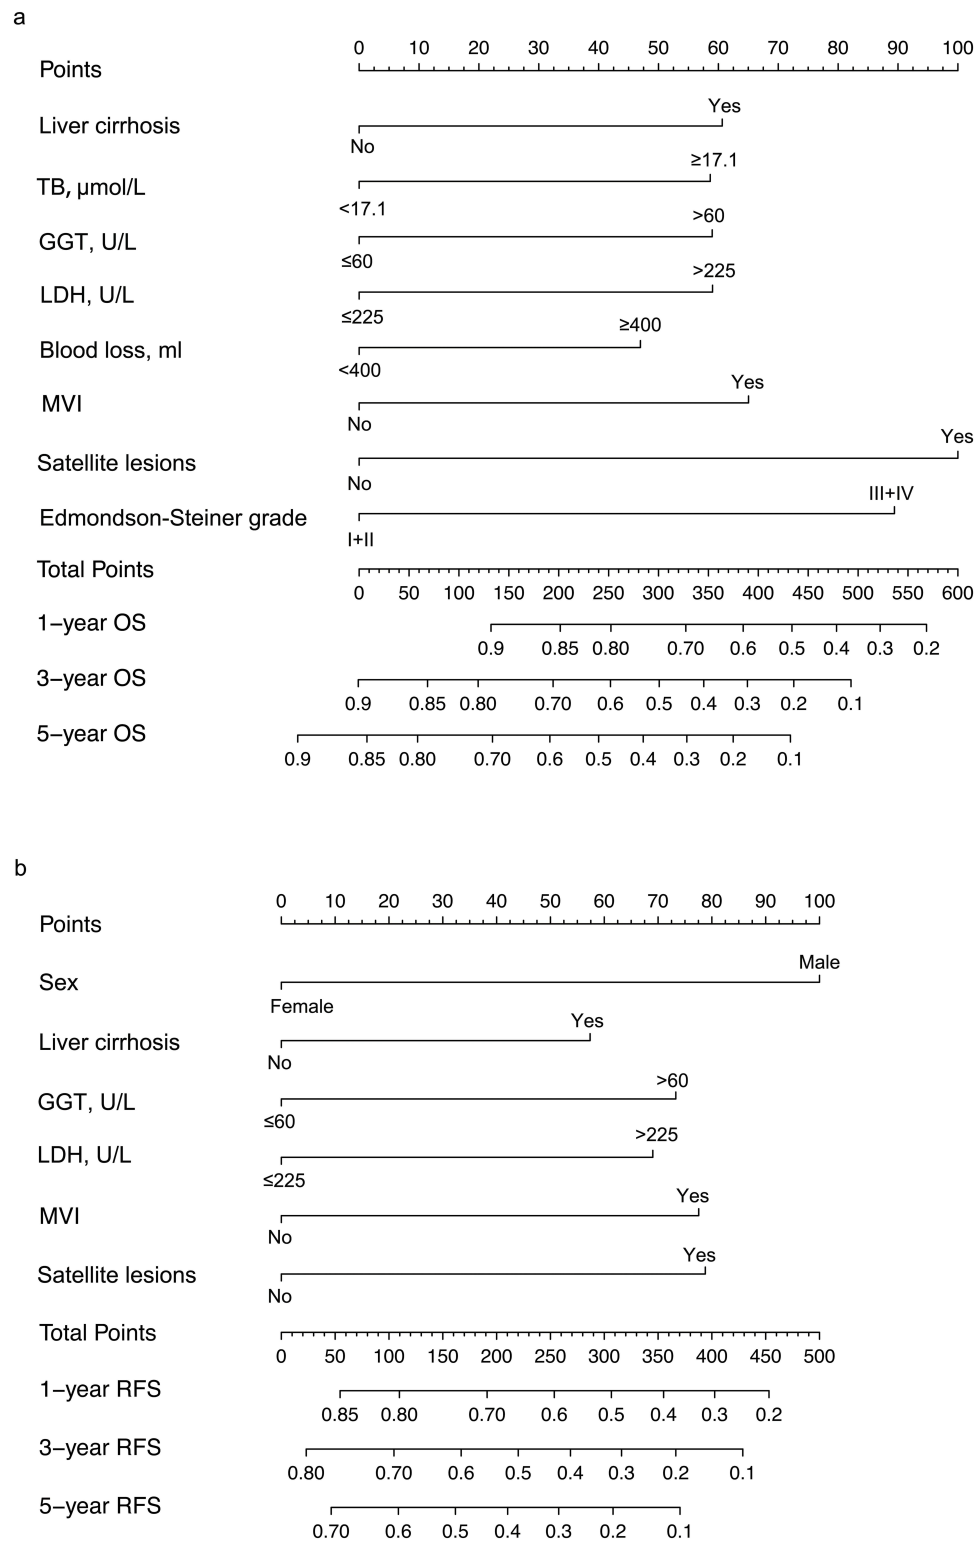 a
0 10 20 30 40 50 60 70 80 90 100
Points
Yes
Liver cirrhosis
No
≥17.1
TB, μmol/L
<17.1
>60
GGT, U/L
≤60
>225
LDH, U/L
≤225
≥400
Blood loss, ml
<400
Yes
MVI
No
Yes
Satellite lesions
No
III+IV
Edmondson-Steiner grade
I+II
Total Points
0 50 100 150 200 250 300 350 400 450 500 550 600
1−year OS
0.9 0.85 0.80 0.70 0.6 0.5 0.4 0.3 0.2
3−year OS
0.9 0.85 0.80 0.70 0.6 0.5 0.4 0.3 0.2 0.1
5−year OS
0.9 0.85 0.80 0.70 0.6 0.5 0.4 0.3 0.2 0.1
b
0 10 20 30 40 50 60 70 80 90 100
Points
Male
Sex
Female
Yes
Liver cirrhosis
No
>60
GGT, U/L
≤60
>225
LDH, U/L
≤225
Yes
MVI
No
Yes
Satellite lesions
No
Total Points
0 50 100 150 200 250 300 350 400 450 500
1−year RFS
0.85 0.80 0.70 0.6 0.5 0.4 0.3 0.2
3−year RFS
0.80 0.70 0.6 0.5 0.4 0.3 0.2 0.1
5−year RFS
0.70 0.6 0.5 0.4 0.3 0.2 0.1